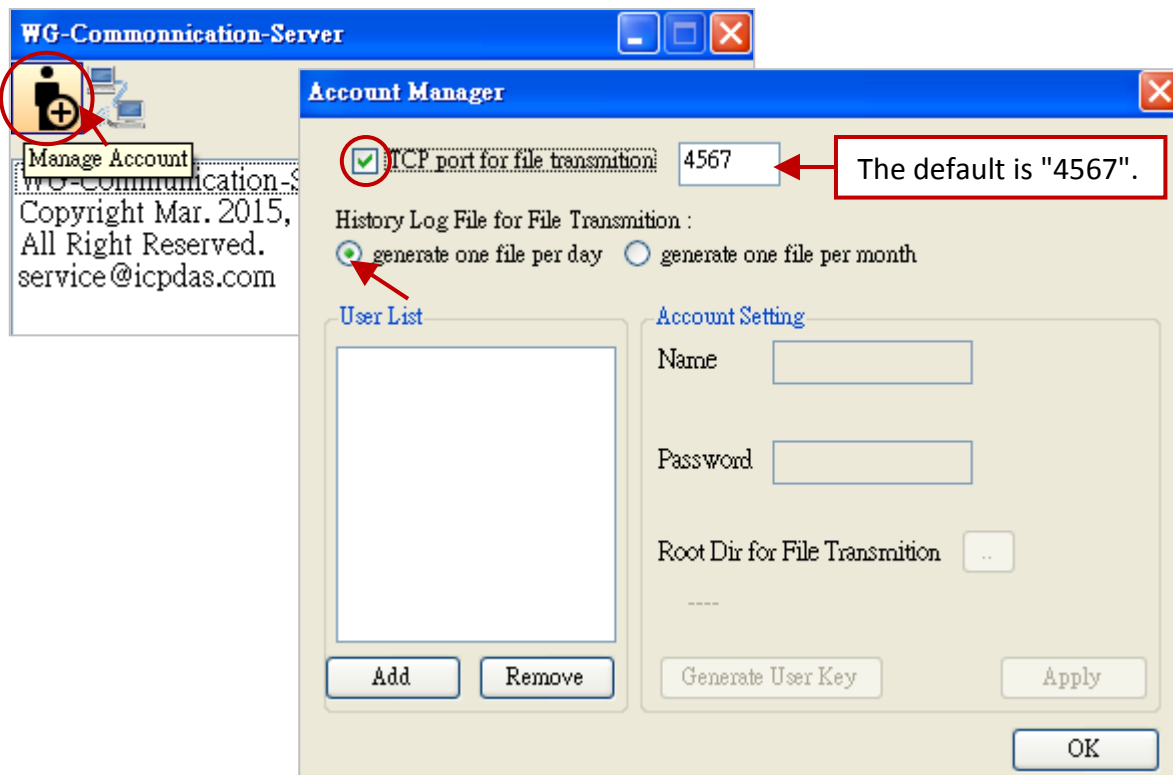 WG-Commonnication-Server
Account Manager
Manage Account
WG-Communication-S
Copyright Mar. 2015,
All Right Reserved.
service@icpdas.com
TCP port for file transmition
4567
The default is "4567".
History Log File for File Transmition :
generate one file per day
generate one file per month
User List
Account Setting
Name
Password
Root Dir for File Transmition
..
----
Add
Remove
Generate User Key
Apply
OK